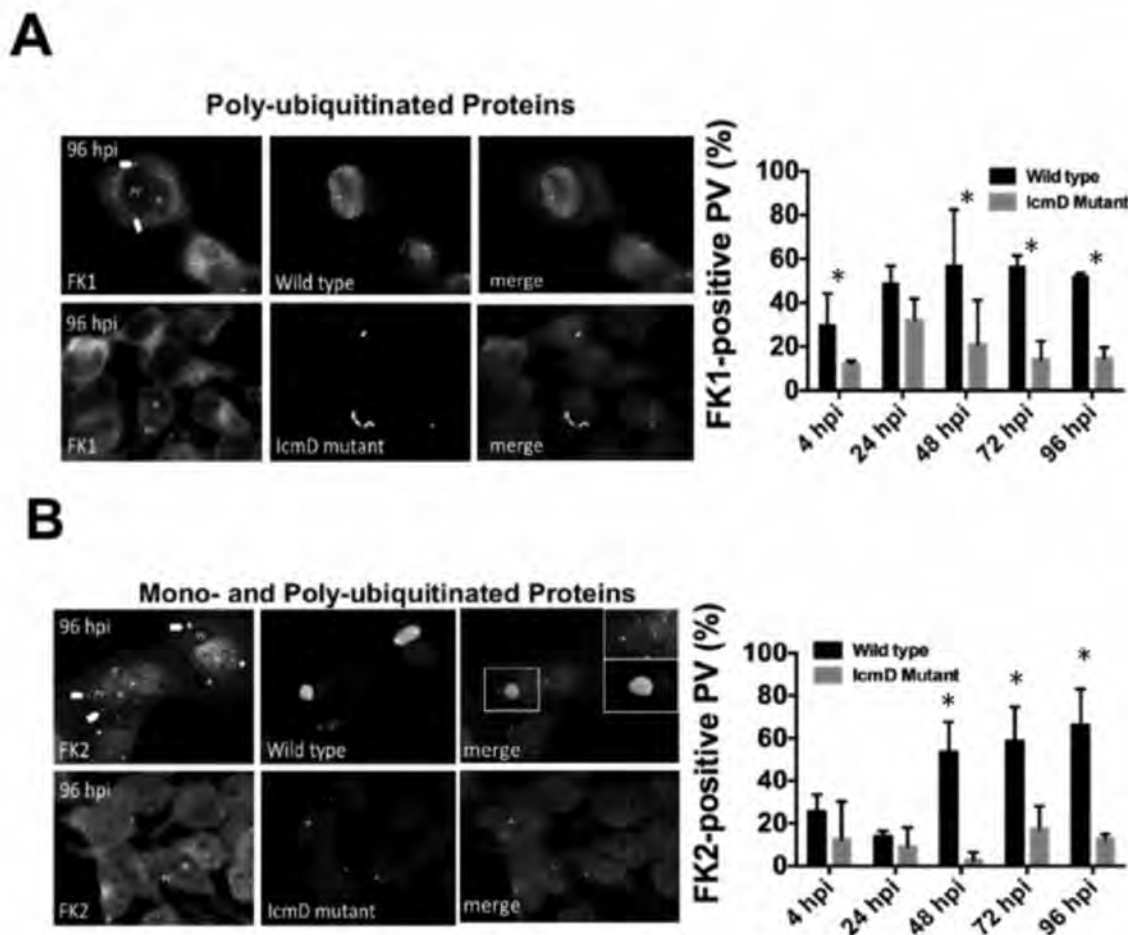 A
Poly-ubiquitinated Proteins
96 hpi
PV
N
FK1
Wild type
merge
96 hpi
N
FK1
IcmD mutant
merge
FK1-positive PV (%)
100
80
60
40
20
0
Wild type
IcmD Mutant
*
*
*
*
4 hpi
24 hpi
48 hpi
72 hpi
96 hpi
B
Mono- and Poly-ubiquitinated Proteins
96 hpi
FK2
Wild type
merge
96 hpi
FK2
IcmD mutant
merge
FK2-positive PV (%)
100
80
60
40
20
0
Wild type
IcmD Mutant
*
*
*
4 hpi
24 hpi
48 hpi
72 hpi
96 hpi